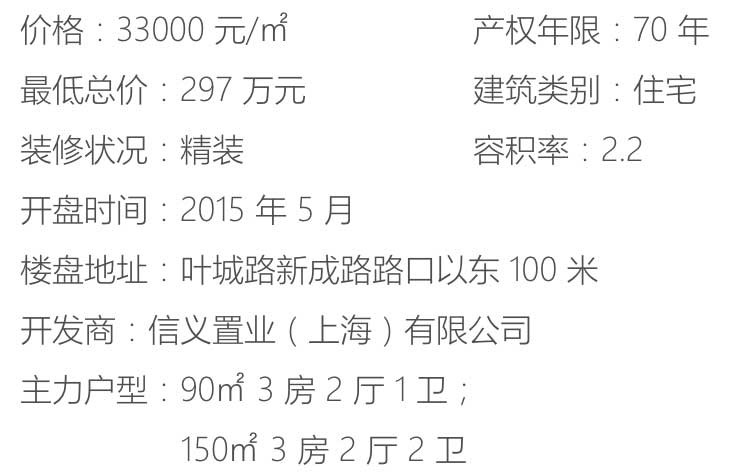 价格：33000 元/㎡ 产权年限：70 年
最低总价：297 万元 建筑类别：住宅
装修状况：精装 容积率：2.2
开盘时间：2015 年 5 月
楼盘地址：叶城路新成路路口以东 100 米
开发商：信义置业（上海）有限公司
主力户型：90㎡ 3 房 2 厅 1 卫；
150㎡ 3 房 2 厅 2 卫